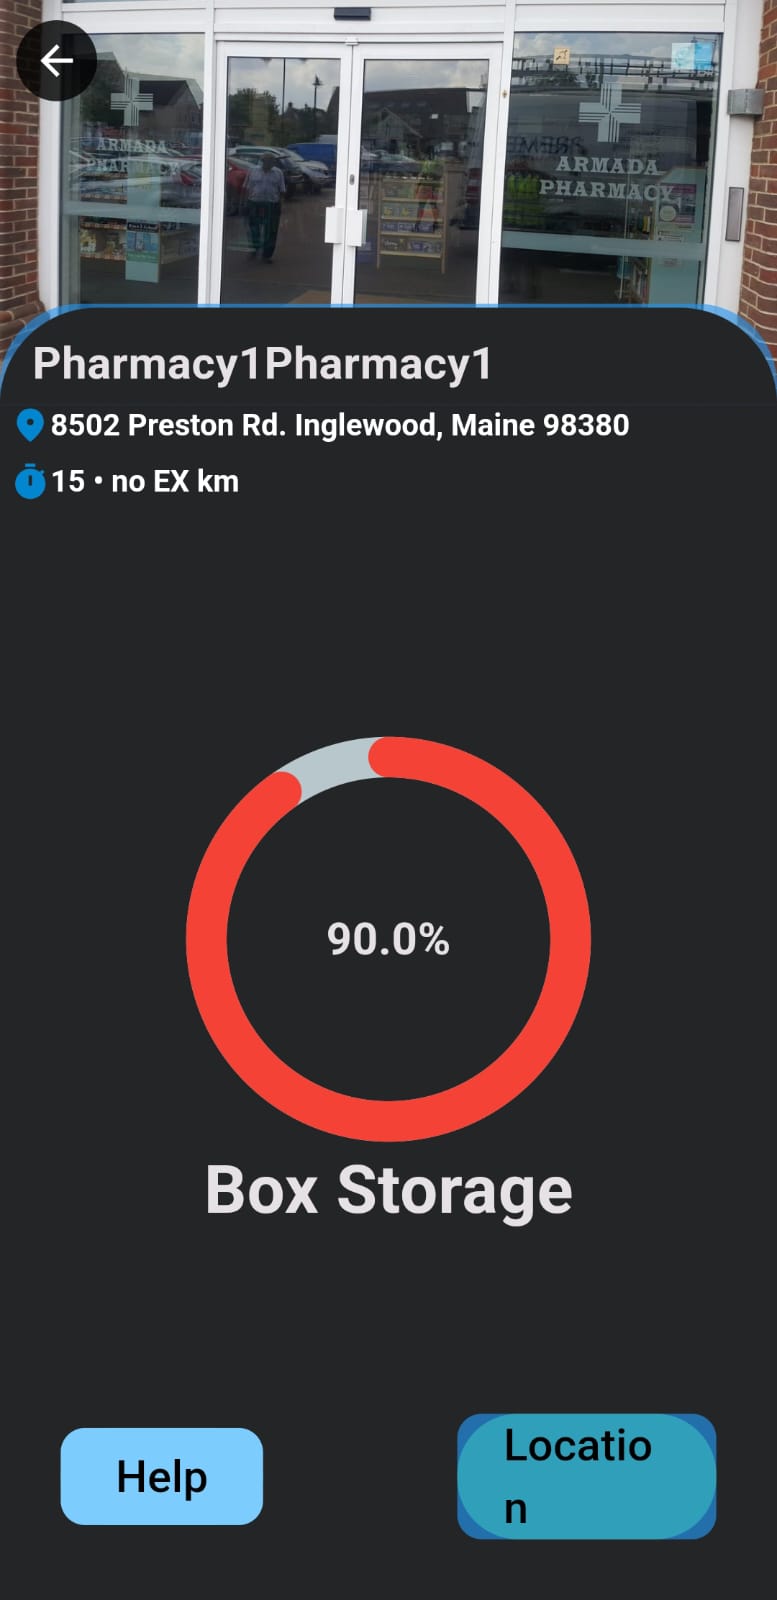 ARMADA
PHARMACY
ARMADA
PHARMACY
Pharmacy1Pharmacy1
8502 Preston Rd. Inglewood, Maine 98380
15 • no EX km
90.0%
Box Storage
Help
Locatio
n